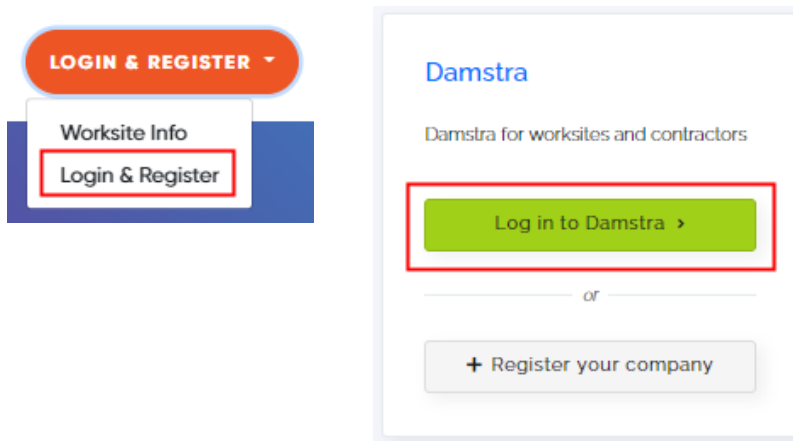 LOGIN & REGISTER
Worksite Info
Login & Register
Damstra
Damstra for worksites and contractors
Log in to Damstra ›
or
+ Register your company